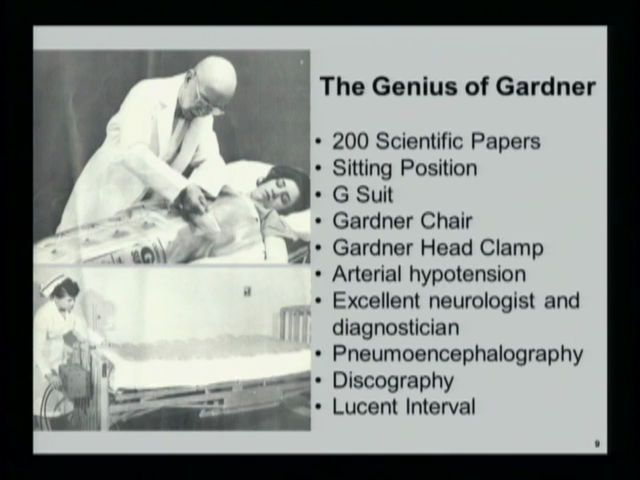 The Genius of Gardner
• 200 Scientific Papers
• Sitting Position
• G Suit
• Gardner Chair
• Gardner Head Clamp
• Arterial hypotension
• Excellent neurologist and
diagnostician
• Pneumoencephalography
• Discography
• Lucent Interval
G
9